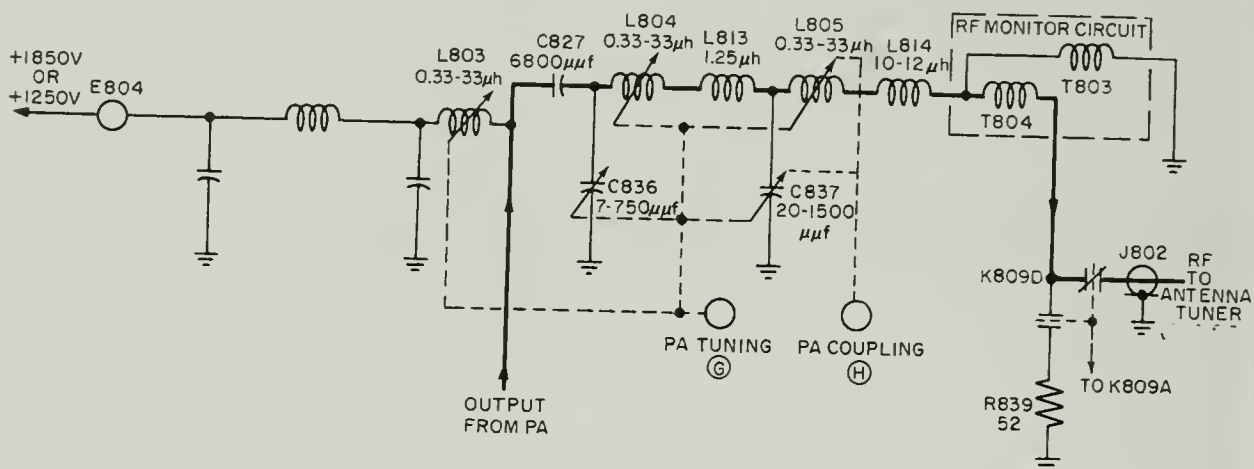 +1850V
OR
+1250V
E804
L803
0.33-33μh
C827
6800μμf
L804
0.33-33μh
L813
1.25μh
L805
0.33-33μh
L814
10-12μh
RF MONITOR CIRCUIT
T803
T804
C836
7-750μμf
C837
20-1500
μμf
K809D
J802
RF
TO
ANTENNA
TUNER
PA TUNING
G
PA COUPLING
H
TO K809A
R839
52
OUTPUT
FROM PA